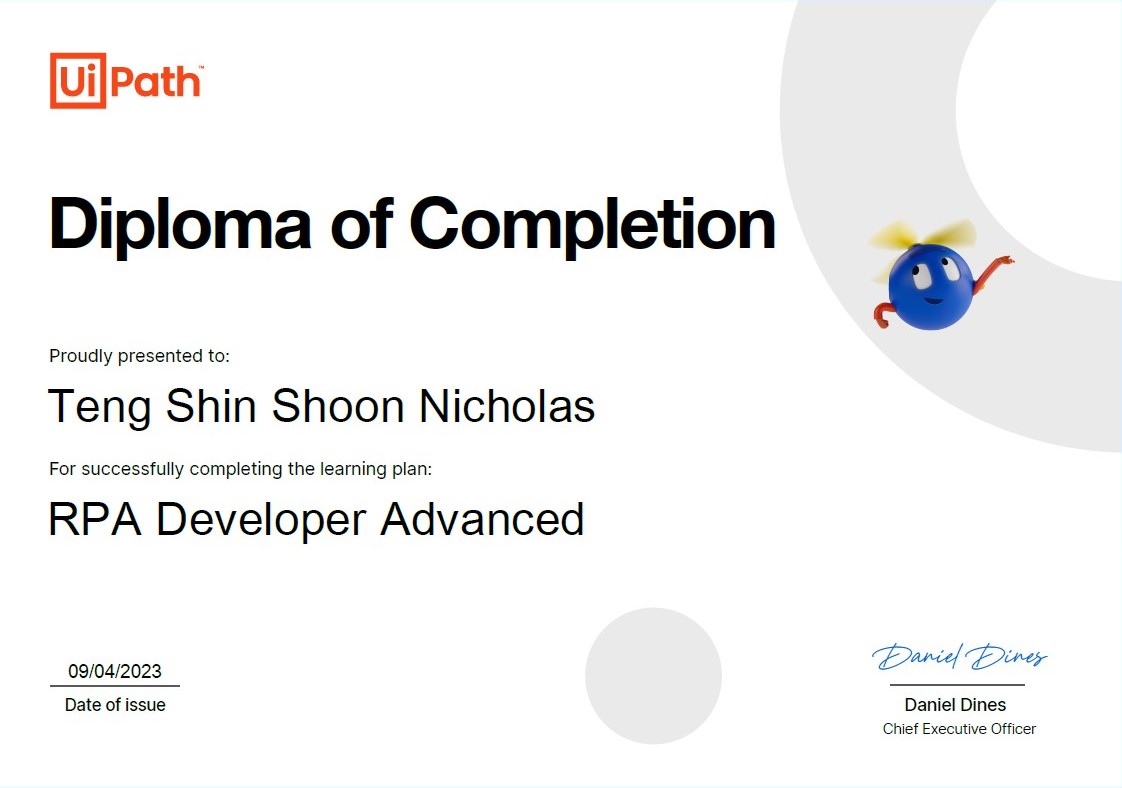 UiPath™
Diploma of Completion
Proudly presented to:
Teng Shin Shoon Nicholas
For successfully completing the learning plan:
RPA Developer Advanced
09/04/2023
Date of issue
Daniel Dines
Daniel Dines
Chief Executive Officer